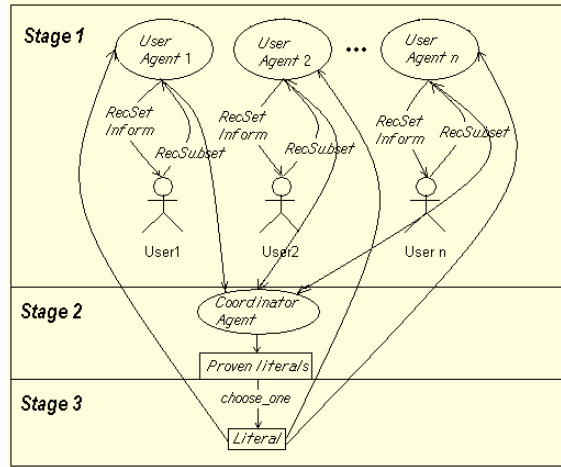 Stage 1
User
Agent 1
User
Agent 2
...
User
Agent n
RecSet
Inform
RecSubset
RecSet
Inform
RecSubset
RecSet
Inform
RecSubset
User1
User2
User n
Stage 2
Coordinator
Agent
Proven literals
Stage 3
choose_one
Literal